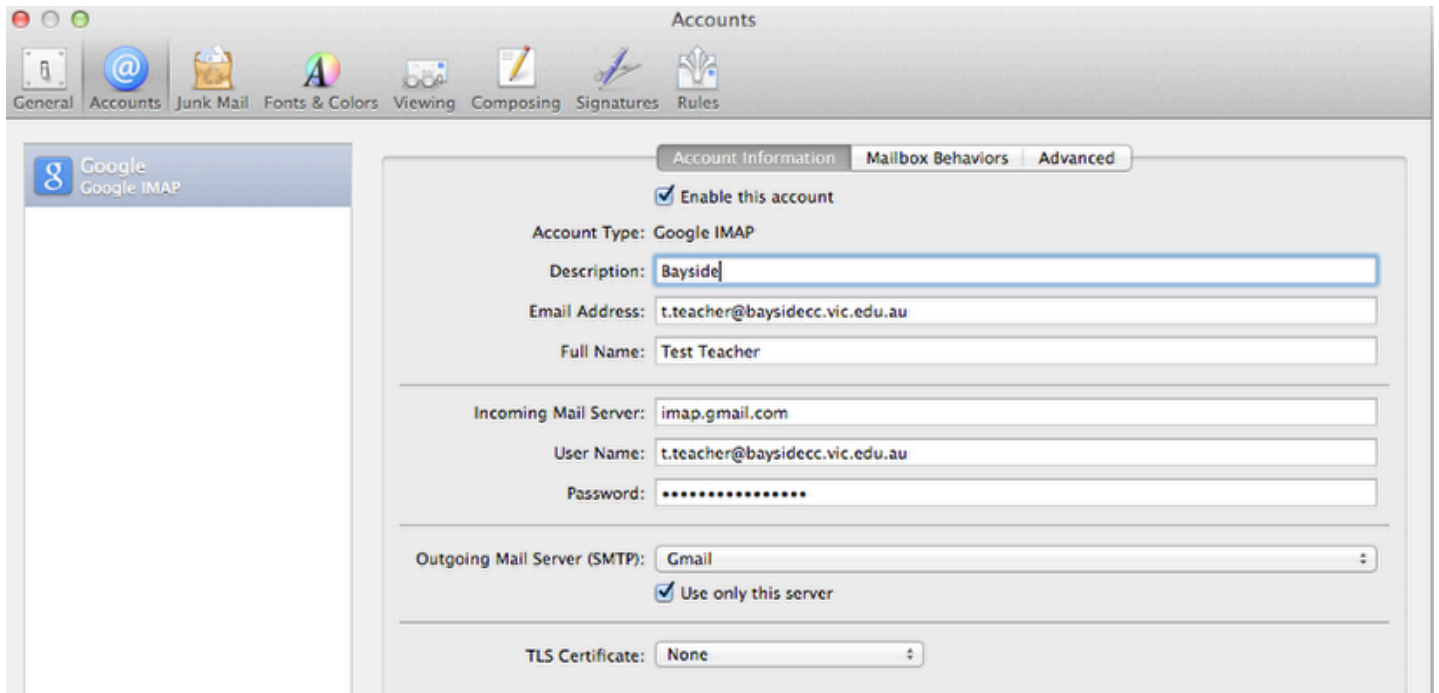 Accounts
General Accounts Junk Mail Fonts & Colors Viewing Composing Signatures Rules
Google
Google IMAP
Account Information Mailbox Behaviors Advanced
Enable this account
Account Type: Google IMAP
Description: Bayside
Email Address: t.teacher@baysidecc.vic.edu.au
Full Name: Test Teacher
Incoming Mail Server: imap.gmail.com
User Name: t.teacher@baysidecc.vic.edu.au
Password: ••••••••••••••••
Outgoing Mail Server (SMTP): Gmail
Use only this server
TLS Certificate: None